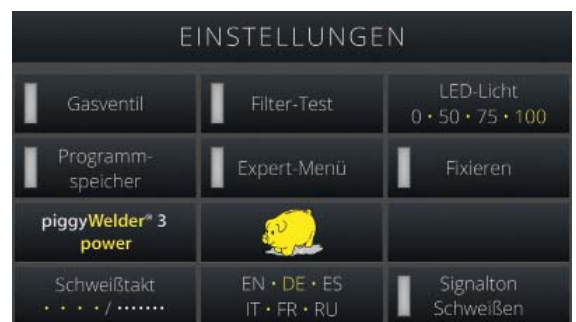 EINSTELLUNGEN
Gasventil
Filter-Test
LED-Licht
0 • 50 • 75 • 100
Programm-
speicher
Expert-Menü
Fixieren
piggyWelder® 3
power
Schweißtakt
• • • • / •••••••
EN • DE • ES
IT • FR • RU
Signalton
Schweißen